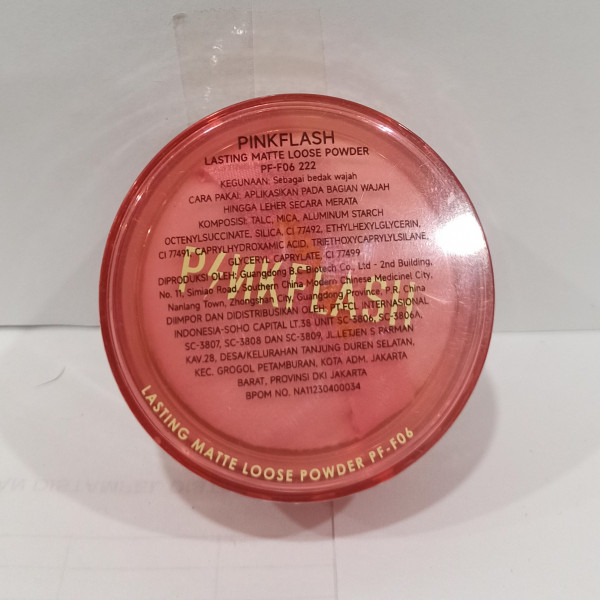 PINKFLASH
LASTING MATTE LOOSE POWDER
PF-F06 222
KEGUNAAN: Sebagai bedak wajah
CARA PAKAI: APLIKASIKAN PADA BAGIAN WAJAH
HINGGA LEHER SECARA MERATA
KOMPOSISI: TALC, MICA, ALUMINUM STARCH
OCTENYLSUCCINATE, SILICA, CI 77492, ETHYLHEXYLGLYCERIN,
CI 77491, CAPRYLHYDROXAMIC ACID, TRIETHOXYCAPRYLYLSILANE,
GLYCERYL CAPRYLATE, CI 77499
DIPRODUKSI OLEH: Guangdong B.C Biotech Co., Ltd - 2nd Building,
No. 11, Simiao Road, Southern China Modern Chinese Medicinel City,
Nanlang Town, Zhongshan City, Guangdong Province, P.R. China
DIIMPOR DAN DIDISTRIBUSIKAN OLEH: PT.FCL INTERNASIONAL
INDONESIA-SOHO CAPITAL LT.38 UNIT SC-3806, SC-3806A,
SC-3807, SC-3808 DAN SC-3809, JL.LETJEN S PARMAN
KAV.28, DESA/KELURAHAN TANJUNG DUREN SELATAN,
KEC. GROGOL PETAMBURAN, KOTA ADM. JAKARTA
BARAT, PROVINSI DKI JAKARTA
BPOM NO. NA11230400034
PINKFLASH
LASTING MATTE LOOSE POWDER PF-F06